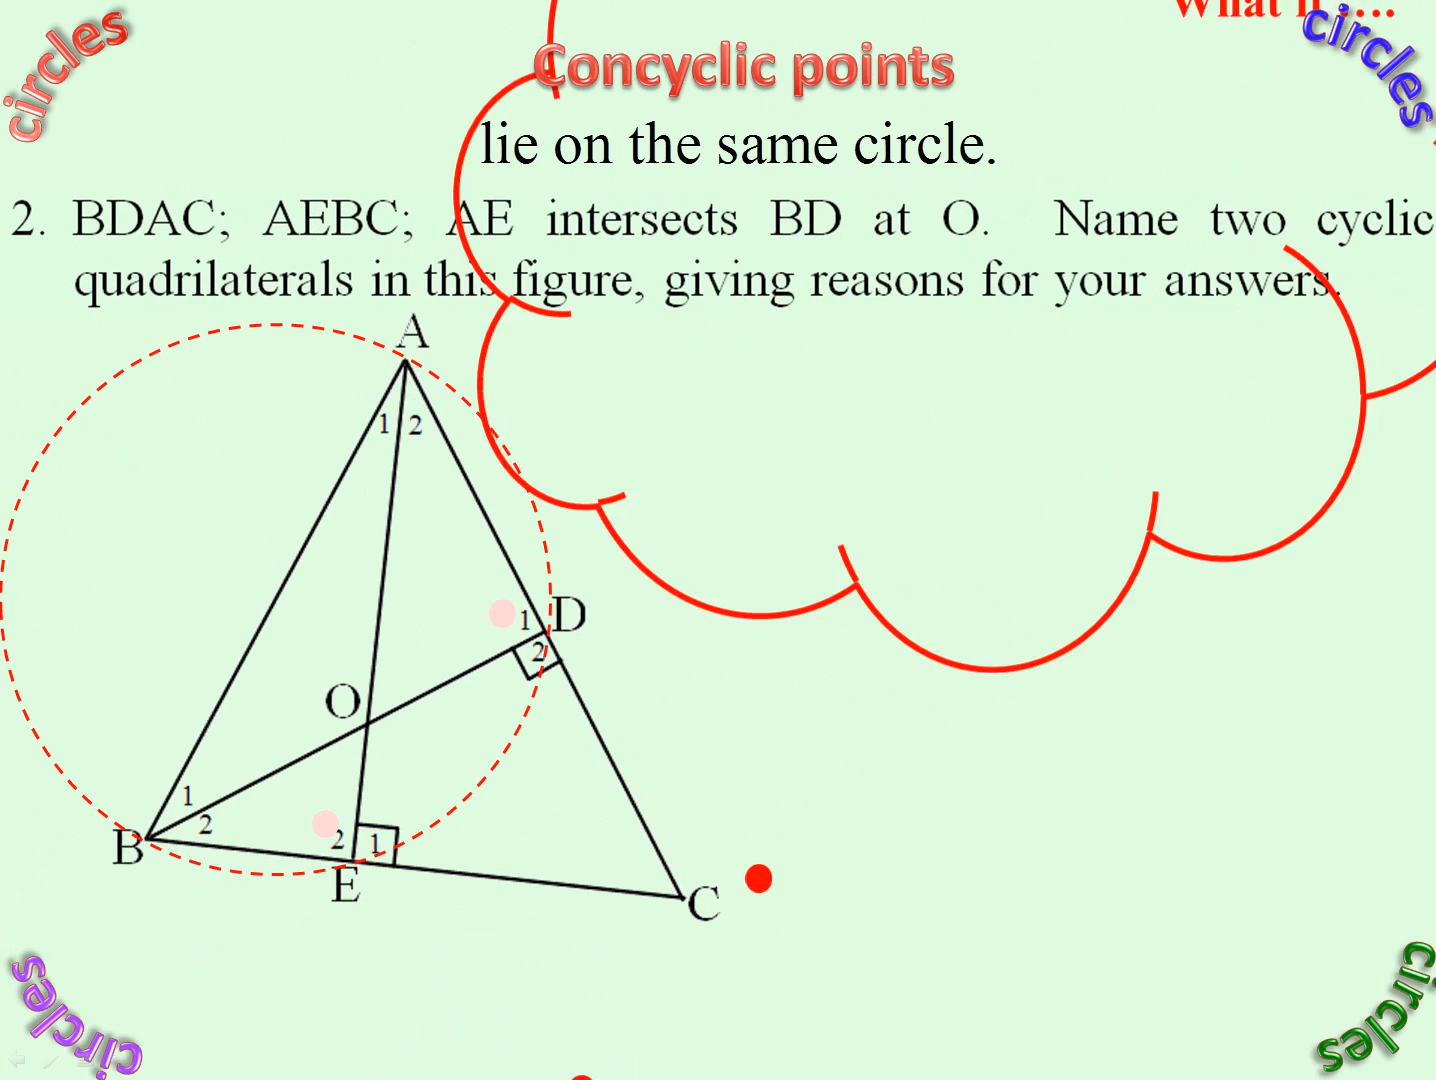 What if ....
circles
circles
Concyclic points
lie on the same circle.
2. BDAC; AEBC; AE intersects BD at O. Name two cyclic
quadrilaterals in this figure, giving reasons for your answers.
A
1 2
1 D
2
O
1
2
B
2 1
E
C
circles
circles